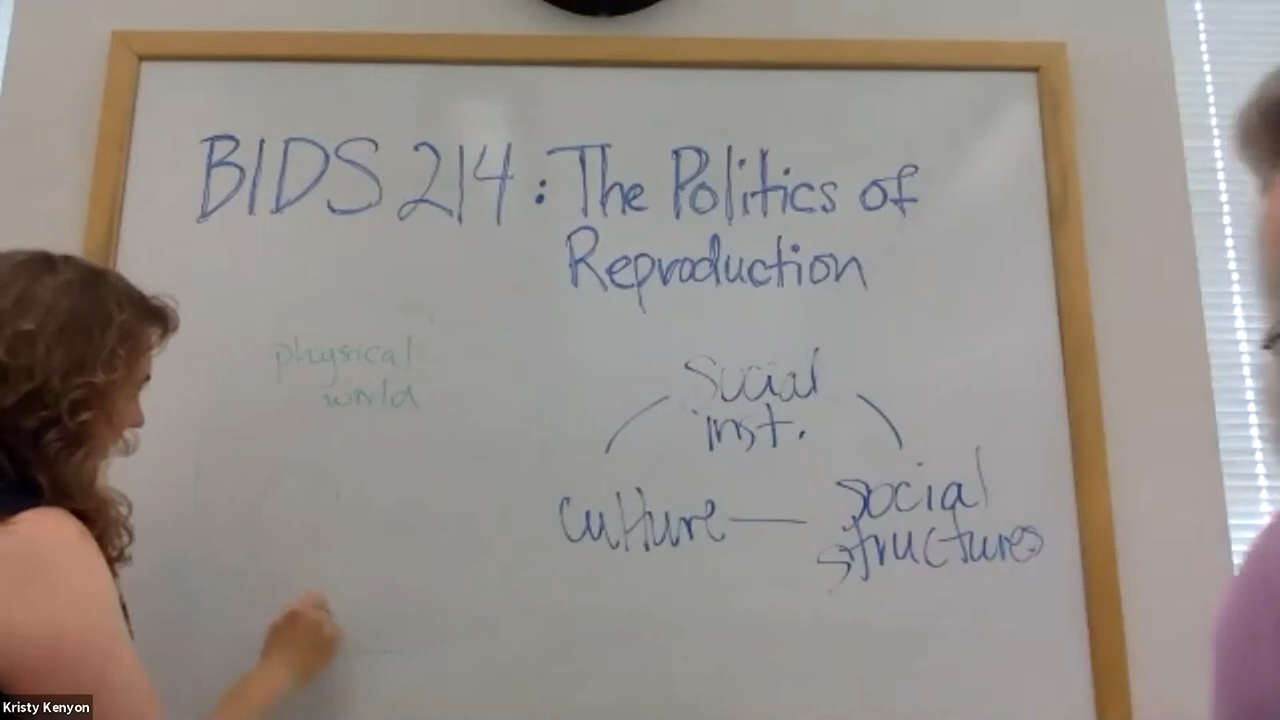 BIDS 214: The Politics of
Reproduction
physical
world
Social
inst.
culture
social
structures
Kristy Kenyon